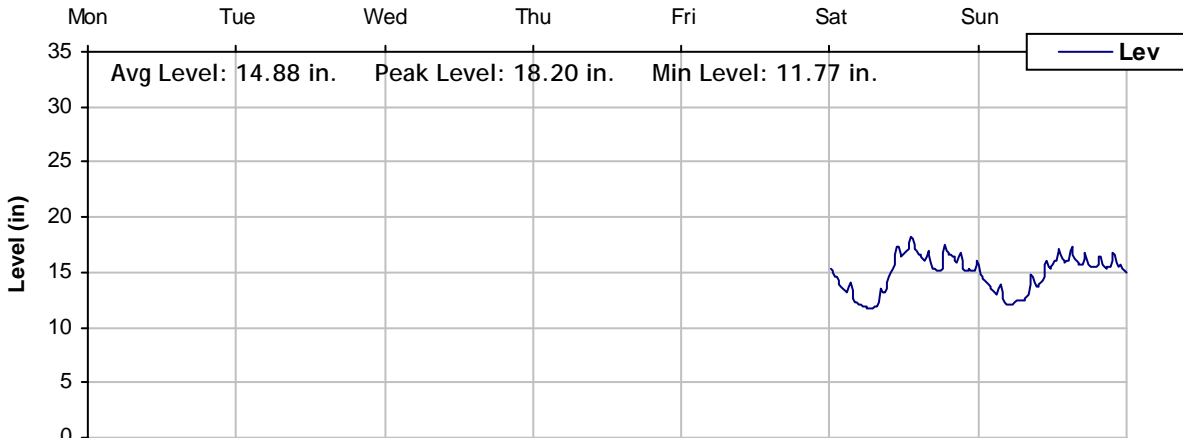 Mon Tue Wed Thu Fri Sat Sun
Lev
Avg Level: 14.88 in. Peak Level: 18.20 in. Min Level: 11.77 in.
Level (in)
35
30
25
20
15
10
5
0